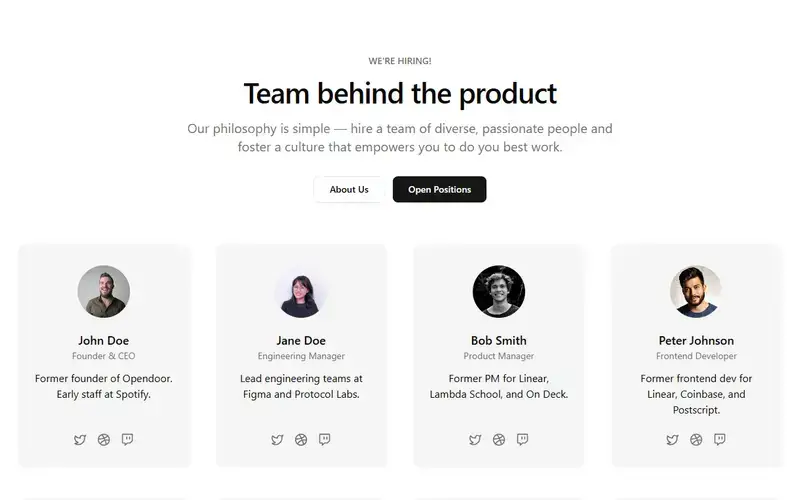 WE'RE HIRING!
Team behind the product
Our philosophy is simple — hire a team of diverse, passionate people and
foster a culture that empowers you to do you best work.
About Us
Open Positions
John Doe
Founder & CEO
Former founder of Opendoor.
Early staff at Spotify.
Jane Doe
Engineering Manager
Lead engineering teams at
Figma and Protocol Labs.
Bob Smith
Product Manager
Former PM for Linear,
Lambda School, and On Deck.
Peter Johnson
Frontend Developer
Former frontend dev for
Linear, Coinbase, and
Postscript.